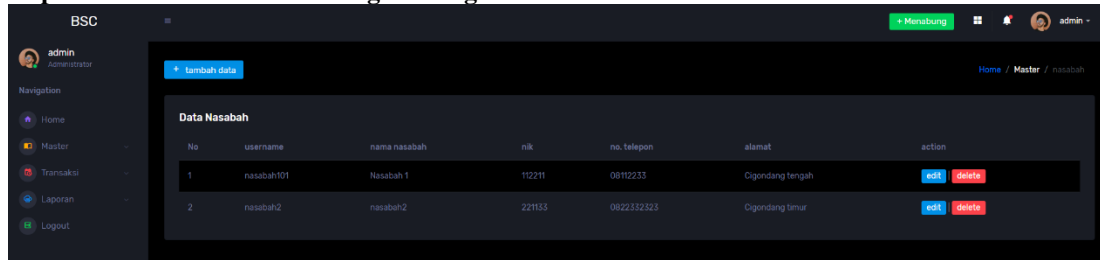 BSC
+ Menabung
admin
admin
Administrator
+ tambah data
Home / Master / nasabah
Navigation
Home
Master
Transaksi
Laporan
Logout
Data Nasabah
No username nama nasabah nik no. telepon alamat action
1 nasabah101 Nasabah 1 112211 08112233 Cigondang tengah edit | delete
2 nasabah2 nasabah2 221133 0822332323 Cigondang timur edit | delete